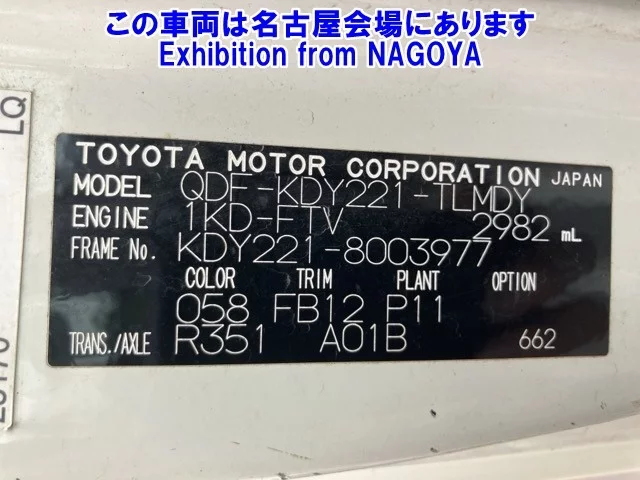 この車両は名古屋会場にあります
Exhibition from NAGOYA
LQ
TOYOTA MOTOR CORPORATION JAPAN
MODEL QDF-KDY221-TLMDY
ENGINE 1KD-FTV 2982 mL
FRAME No. KDY221-8003977
COLOR TRIM PLANT OPTION
058 FB12 P11
TRANS./AXLE R351 A01B 662